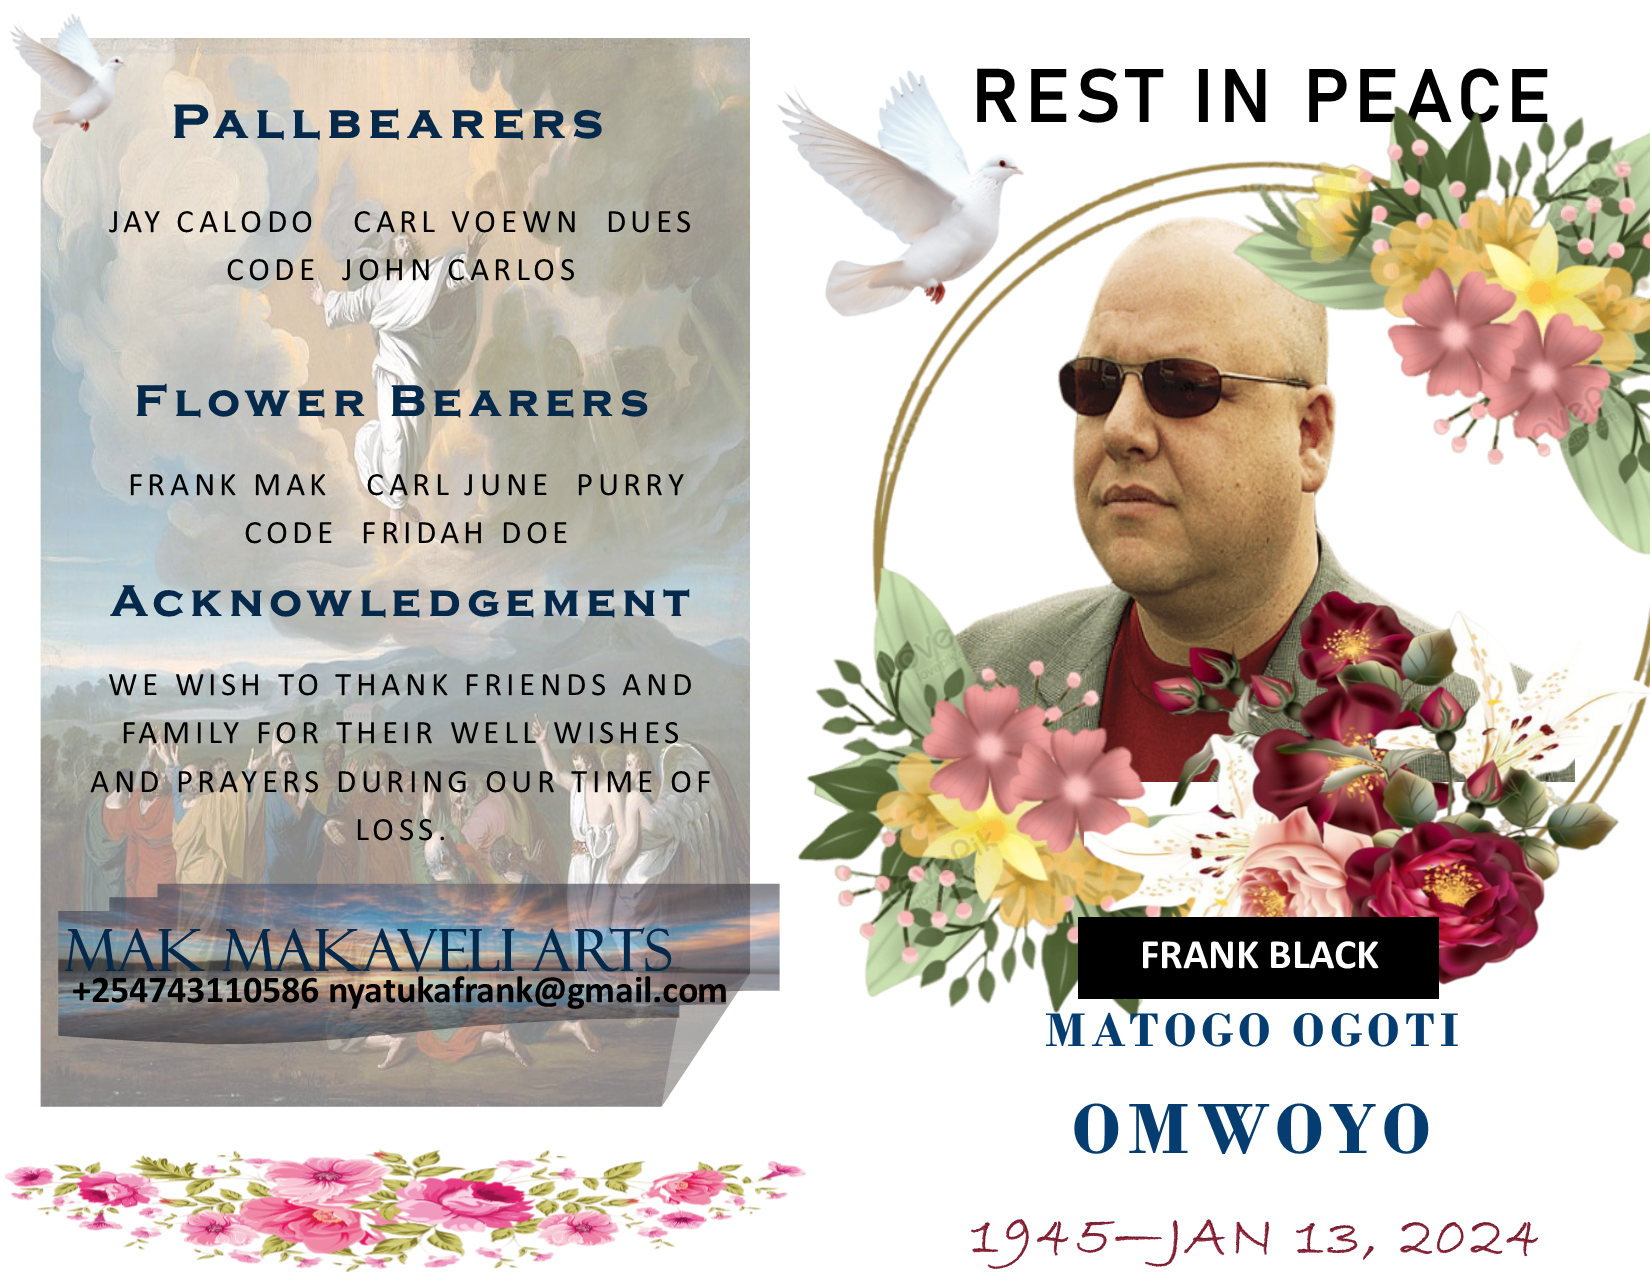 PALLBEARERS
JAY CALODO CARL VOEWN DUES
CODE JOHN CARLOS
FLOWER BEARERS
FRANK MAK CARL JUNE PURRY
CODE FRIDAH DOE
ACKNOWLEDGEMENT
WE WISH TO THANK FRIENDS AND
FAMILY FOR THEIR WELL WISHES
AND PRAYERS DURING OUR TIME OF
LOSS.
MAK MAKAVELI ARTS
+254743110586 nyatukafrank@gmail.com
REST IN PEACE
FRANK BLACK
MATOGO OGOTI
OMWOYO
1945—JAN 13, 2024